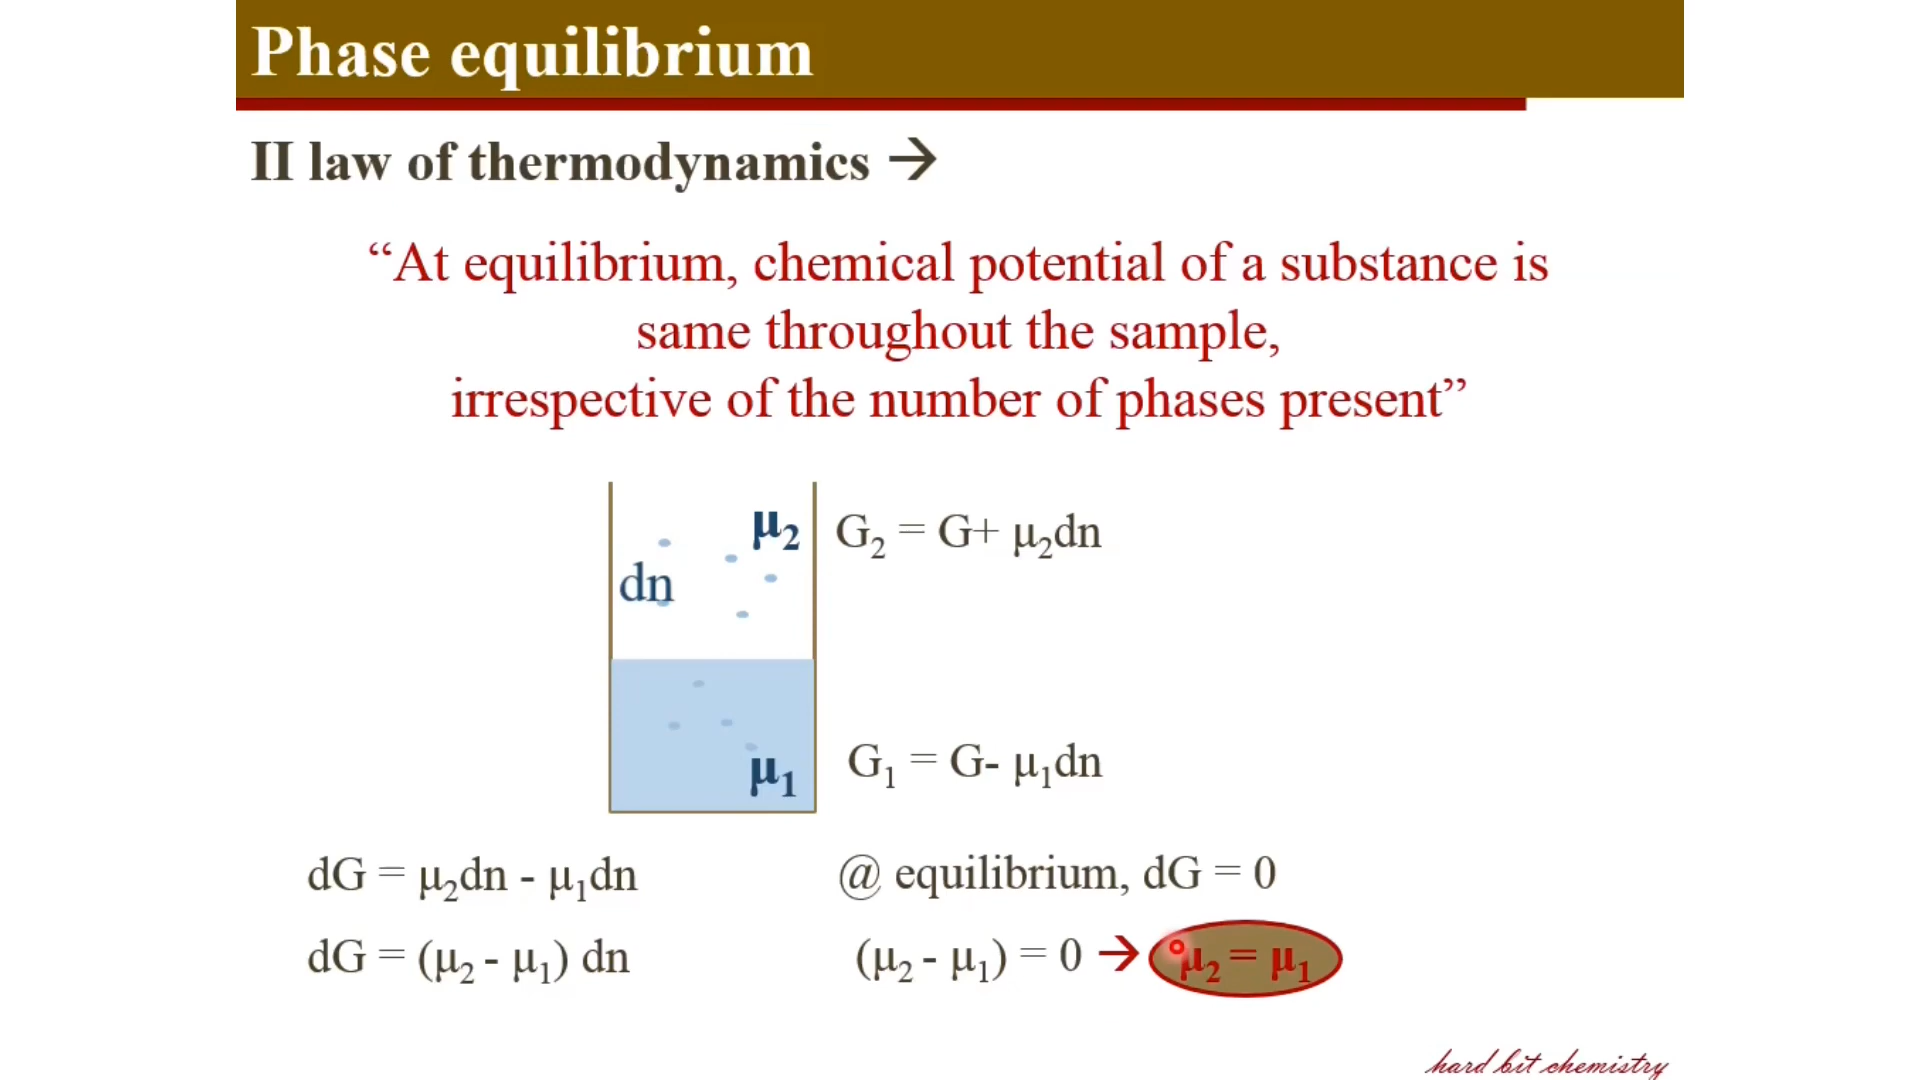 Phase equilibrium
II law of thermodynamics →
“At equilibrium, chemical potential of a substance is
same throughout the sample,
irrespective of the number of phases present”
μ₂
G₂ = G+ μ₂dn
dn
μ₁
G₁ = G- μ₁dn
dG = μ₂dn - μ₁dn
@ equilibrium, dG = 0
dG = (μ₂ - μ₁) dn
(μ₂ - μ₁) = 0 → μ₂ = μ₁
hard bit chemistry